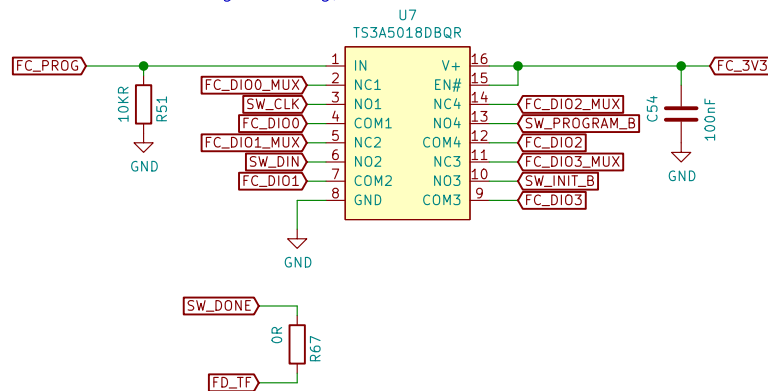 U7
TS3A5018DBQR
FC_PROG
1 IN V+ 16
FC_3V3
EN# 15
FC_DIO0_MUX 2 NC1 NC4 14 FC_DIO2_MUX
SW_CLK 3 NO1 NO4 13 SW_PROGRAM_B
FC_DIO0 4 COM1 COM4 12 FC_DIO2
FC_DIO1_MUX 5 NC2 NC3 11 FC_DIO3_MUX
SW_DIN 6 NO2 NO3 10 SW_INIT_B
FC_DIO1 7 COM2 COM3 9 FC_DIO3
8 GND
10KR
R51
GND
C54
100nF
GND
GND
SW_DONE
0R
R67
FD_TF